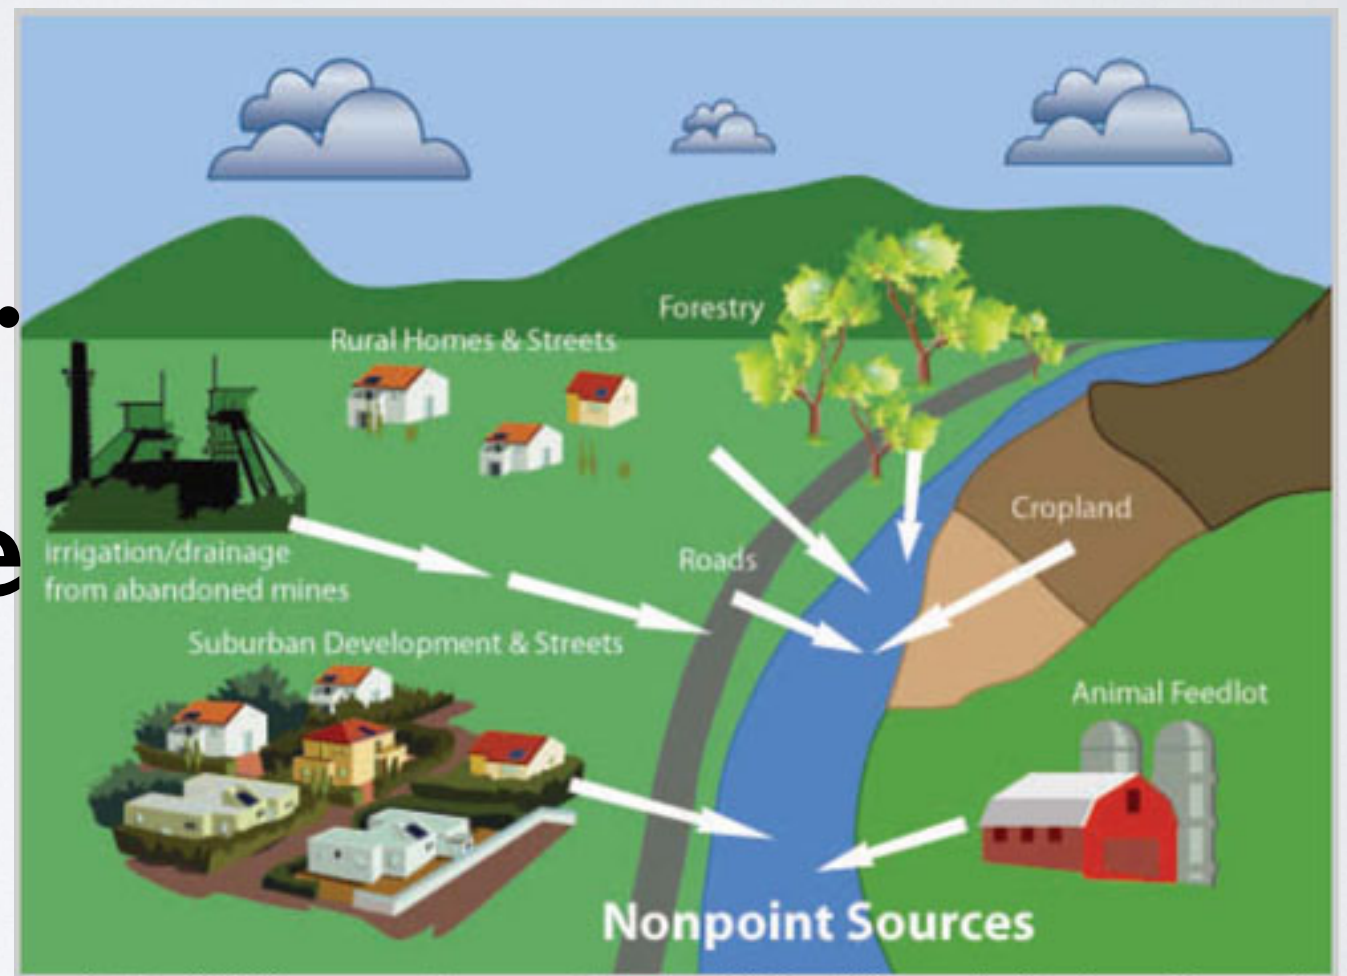 Forestry
Rural Homes & Streets
Cropland
irrigation/drainage
from abandoned mines
Roads
Suburban Development & Streets
Animal Feedlot
Nonpoint Sources
e